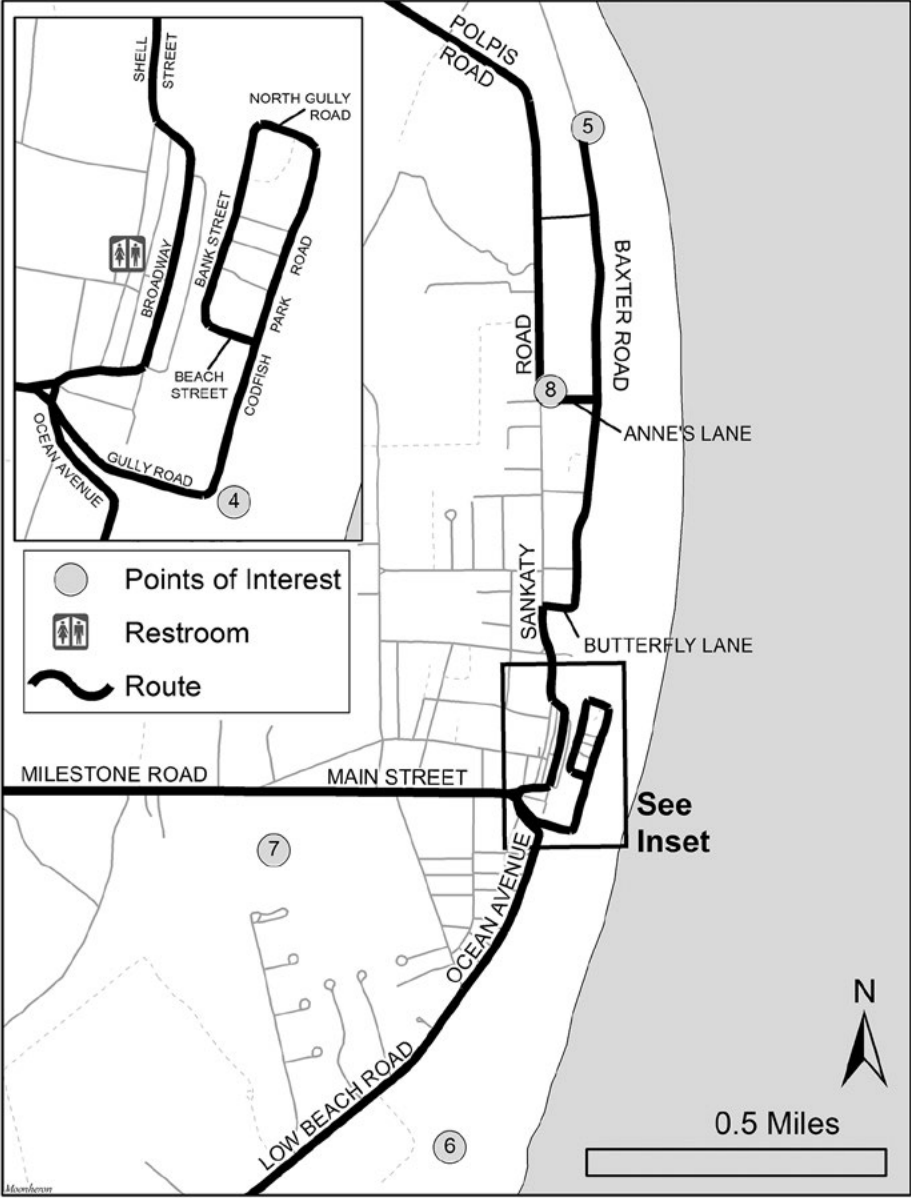 POLPIS
ROAD
SHELL
STREET
NORTH GULLY
ROAD
5
BANK STREET
BROADWAY
PARK
ROAD
BAXTER ROAD
ROAD
BEACH
STREET
CODFISH
8
ANNE'S LANE
OCEAN AVENUE
GULLY ROAD
4
Points of Interest
Restroom
Route
SANKATY
BUTTERFLY LANE
MILESTONE ROAD
MAIN STREET
See
Inset
7
OCEAN AVENUE
N
LOW BEACH ROAD
6
0.5 Miles
Moonheron